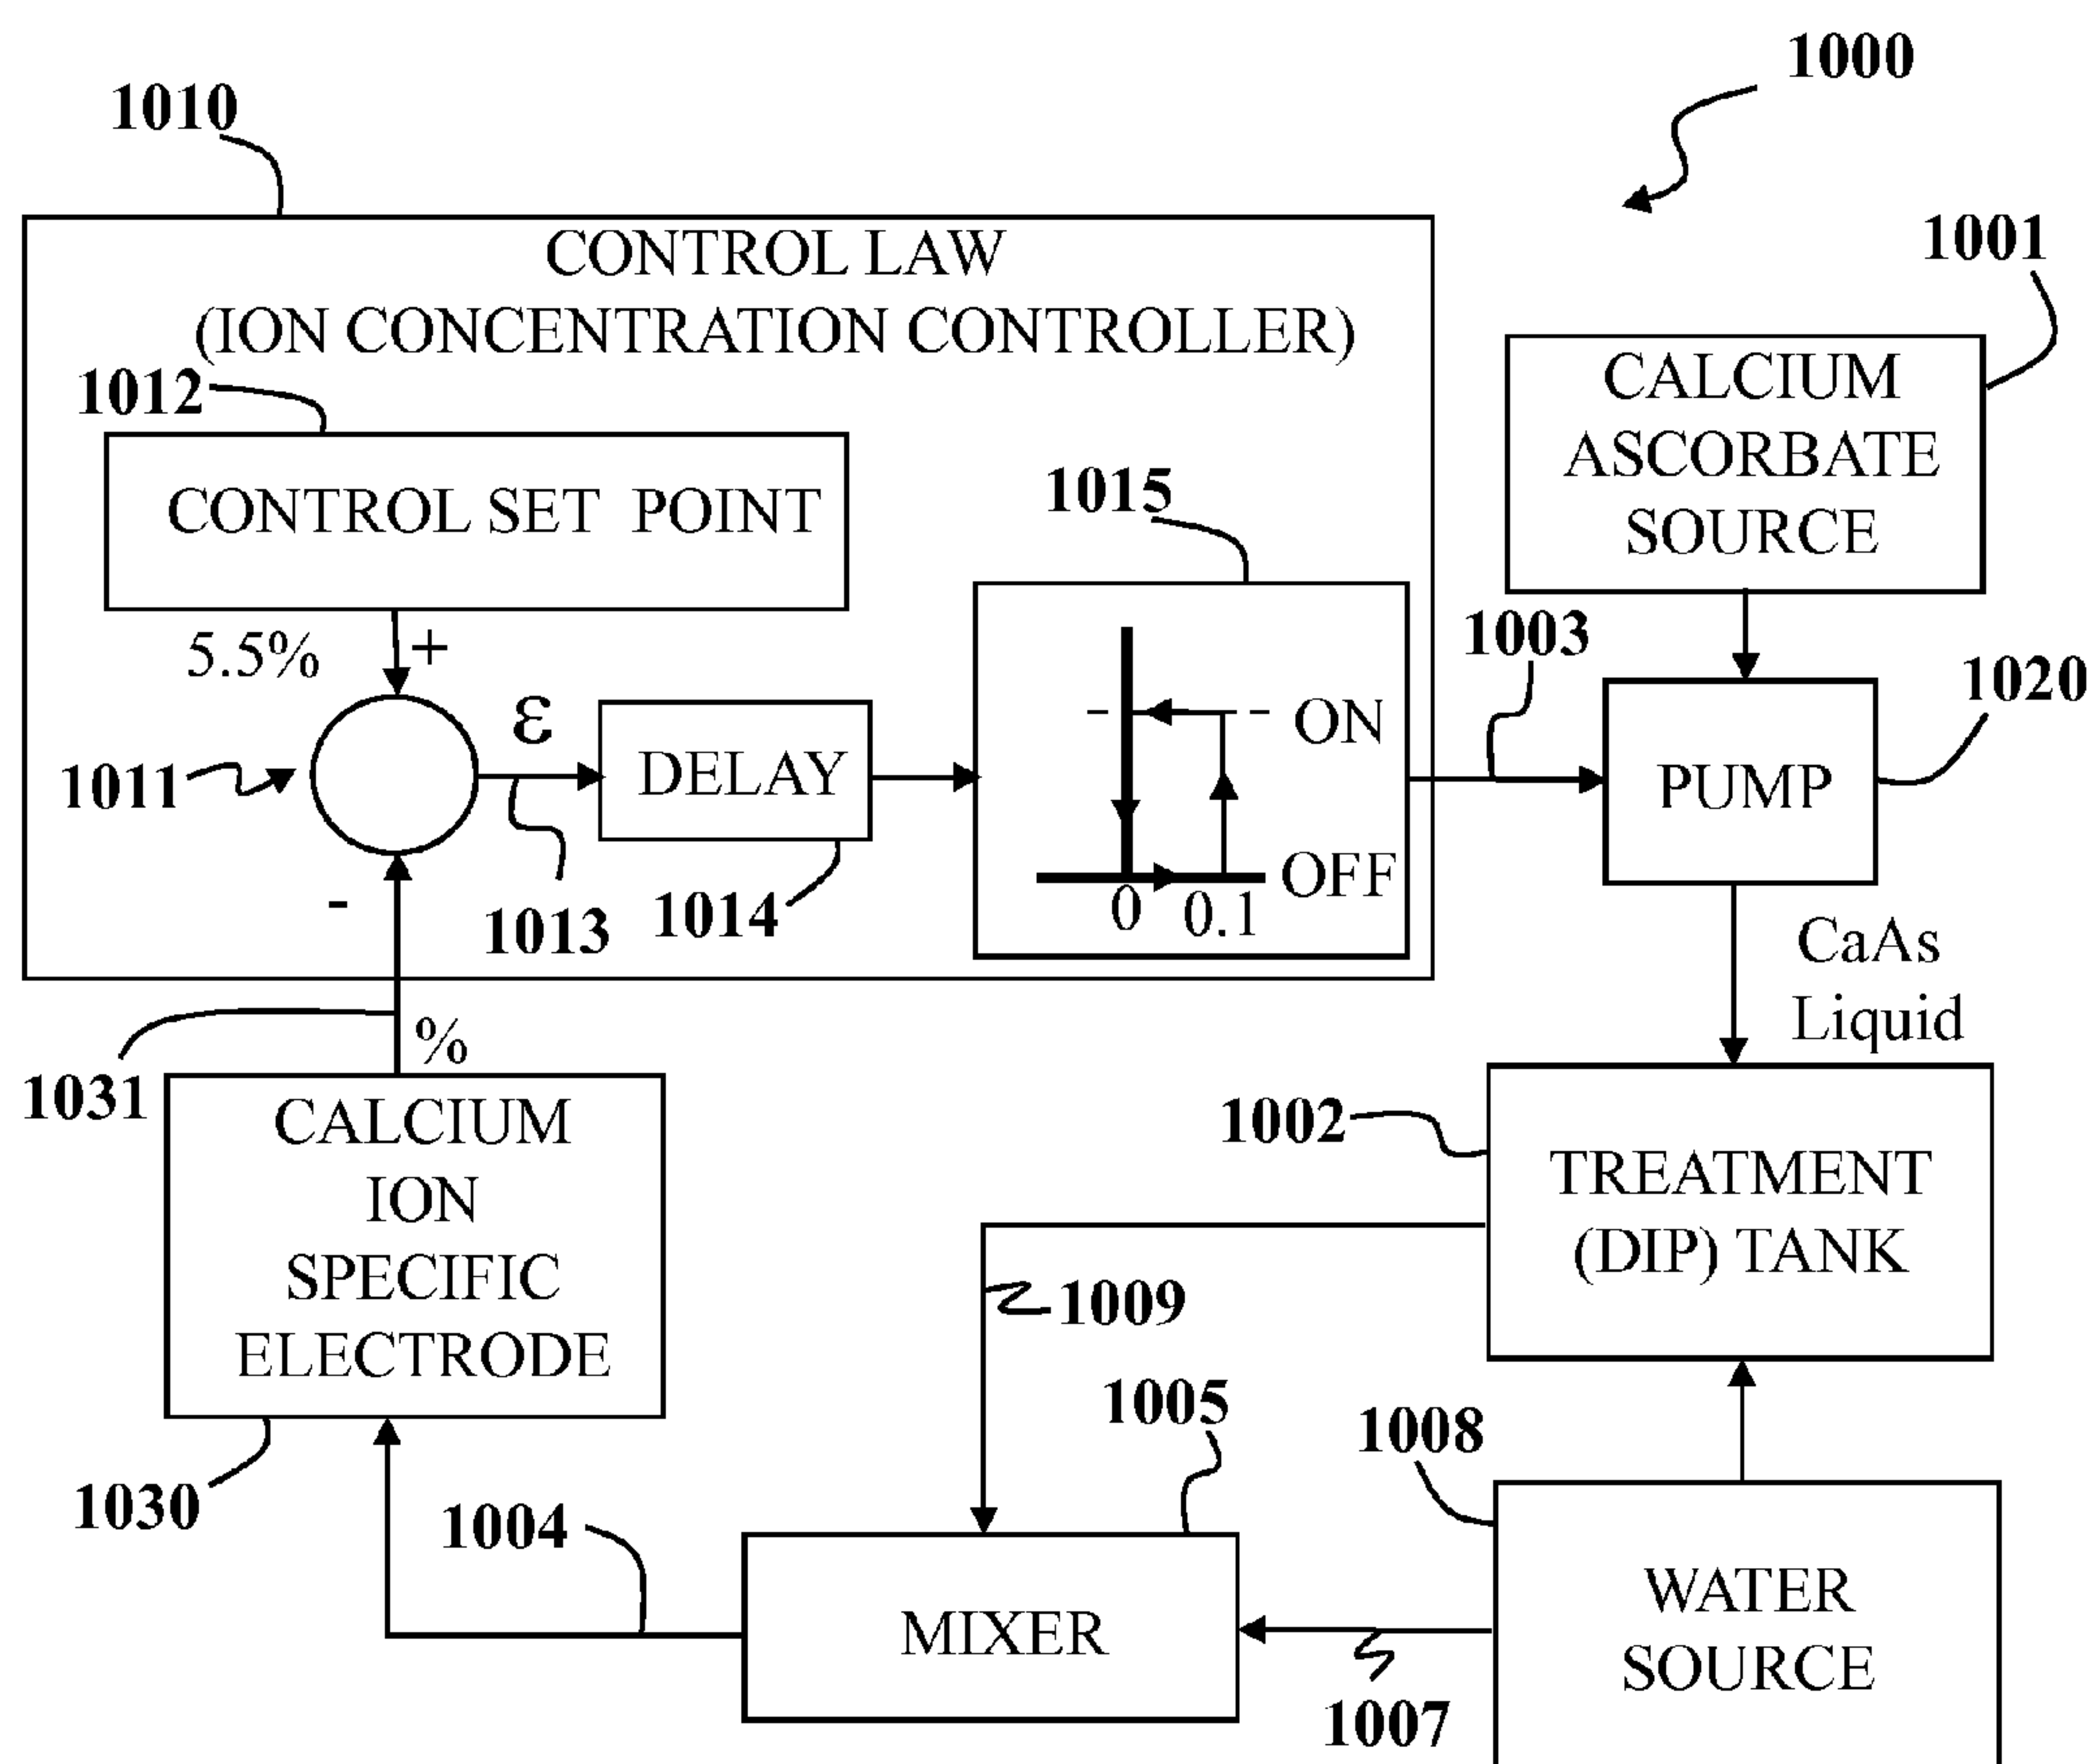 1000
1010
1001
CONTROL LAW
(ION CONCENTRATION CONTROLLER)
1012
CONTROL SET POINT
CALCIUM
ASCORBATE
SOURCE
1015
1003
5.5%
+
1020
ε
ON
1011
DELAY
PUMP
OFF
-
1013
1014
0
0.1
CaAs
Liquid
%
1031
CALCIUM
ION
SPECIFIC
ELECTRODE
1002
TREATMENT
(DIP) TANK
1009
1005
1008
1030
1004
MIXER
WATER
SOURCE
1007